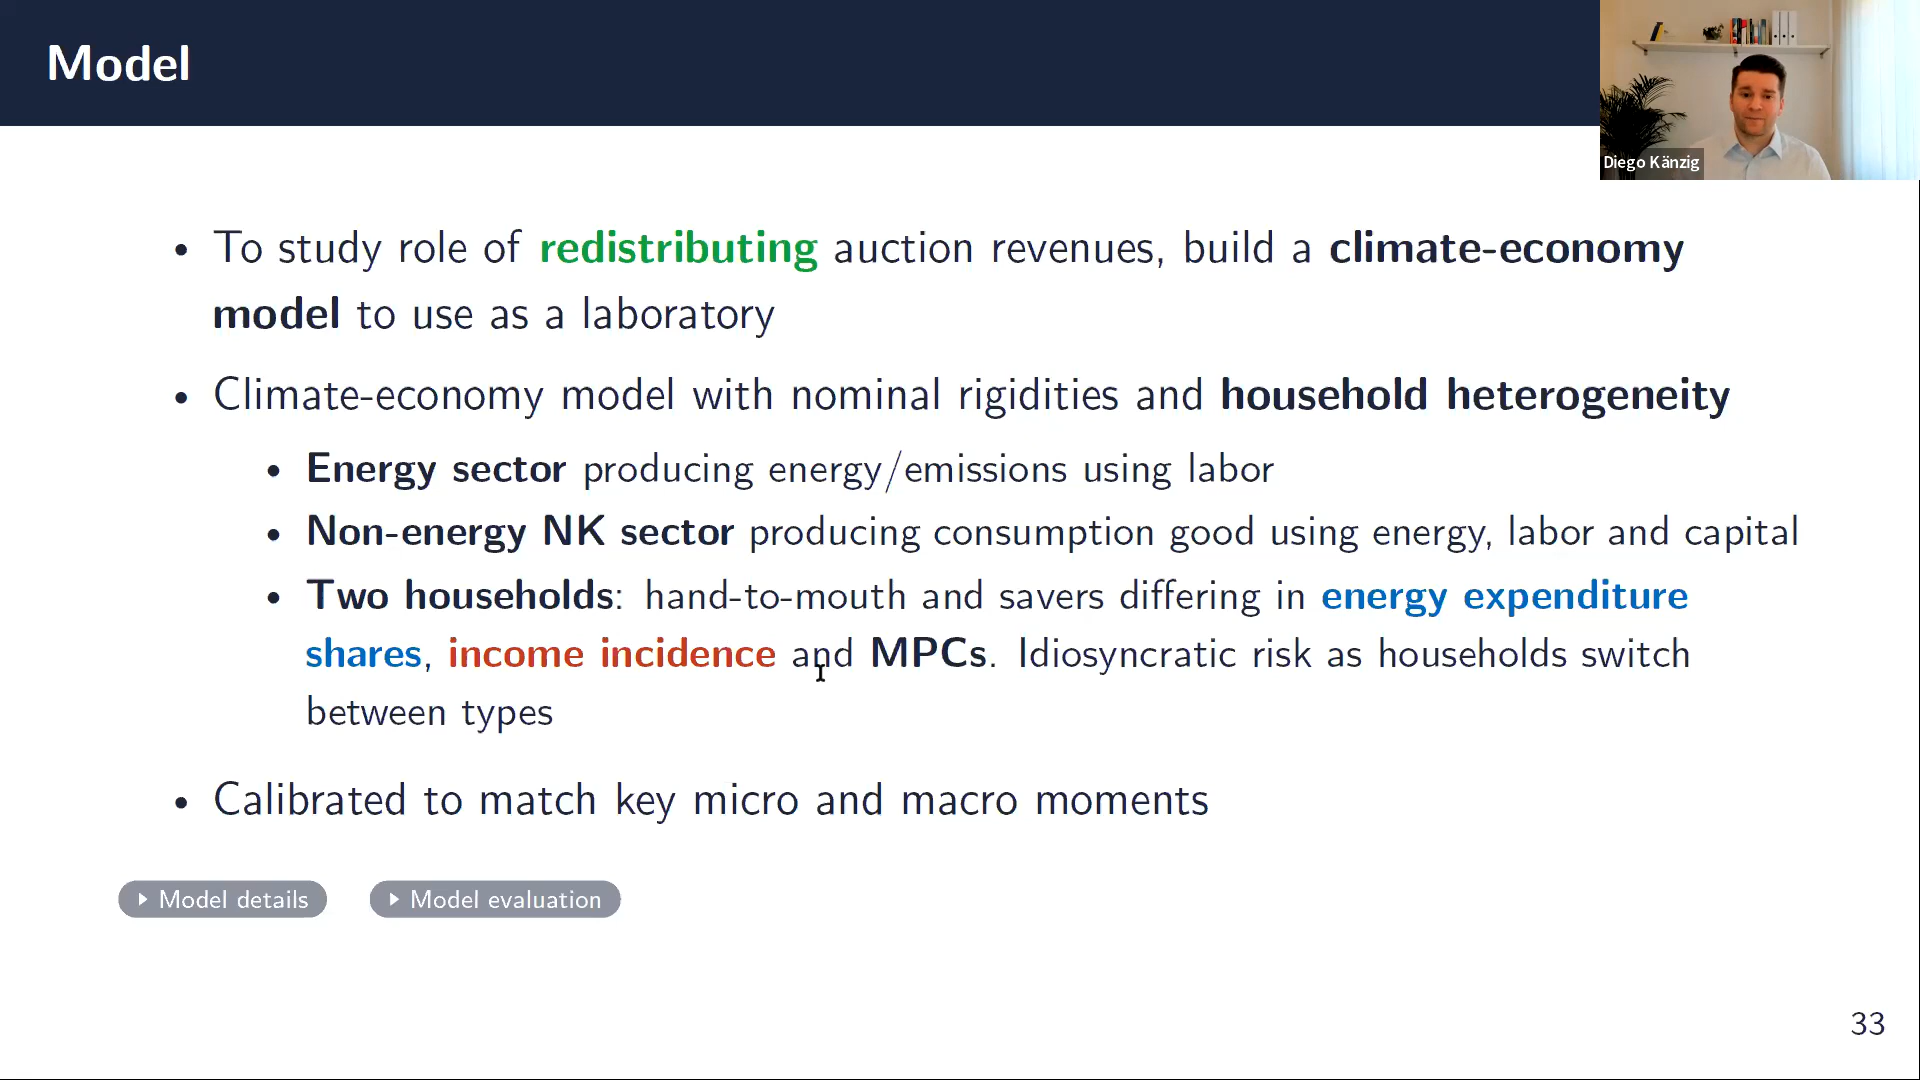 Model
Diego Känzig
• To study role of redistributing auction revenues, build a climate-economy
model to use as a laboratory
• Climate-economy model with nominal rigidities and household heterogeneity
• Energy sector producing energy/emissions using labor
• Non-energy NK sector producing consumption good using energy, labor and capital
• Two households: hand-to-mouth and savers differing in energy expenditure
shares, income incidence and MPCs. Idiosyncratic risk as households switch
between types
• Calibrated to match key micro and macro moments
Model details
Model evaluation
33